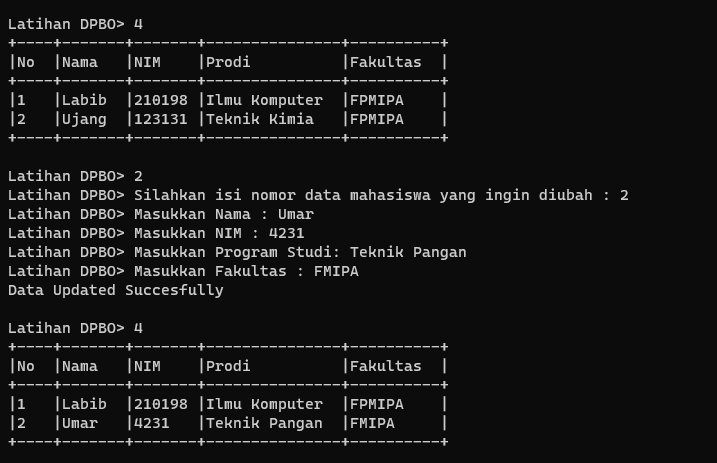 Latihan DPBO> 4
+----+-------+-------+---------------+----------+
|No  |Nama   |NIM    |Prodi          |Fakultas  |
+----+-------+-------+---------------+----------+
|1   |Labib  |210198 |Ilmu Komputer  |FPMIPA    |
|2   |Ujang  |123131 |Teknik Kimia   |FPMIPA    |
+----+-------+-------+---------------+----------+
Latihan DPBO> 2
Latihan DPBO> Silahkan isi nomor data mahasiswa yang ingin diubah : 2
Latihan DPBO> Masukkan Nama : Umar
Latihan DPBO> Masukkan NIM : 4231
Latihan DPBO> Masukkan Program Studi: Teknik Pangan
Latihan DPBO> Masukkan Fakultas : FMIPA
Data Updated Succesfully
Latihan DPBO> 4
+----+-------+-------+---------------+----------+
|No  |Nama   |NIM    |Prodi          |Fakultas  |
+----+-------+-------+---------------+----------+
|1   |Labib  |210198 |Ilmu Komputer  |FPMIPA    |
|2   |Umar   |4231   |Teknik Pangan  |FMIPA     |
+----+-------+-------+---------------+----------+